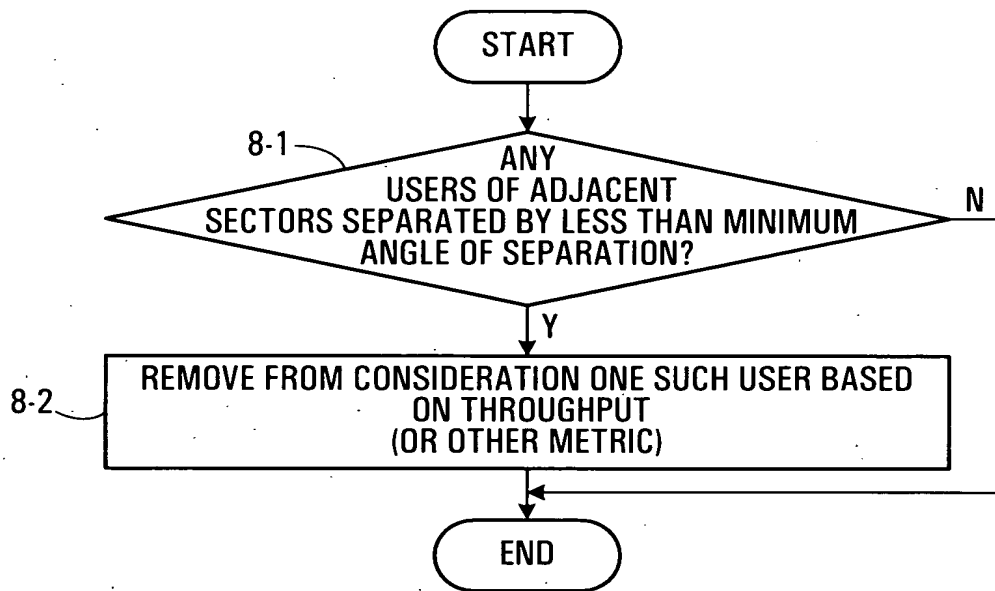 START
8-1
ANY
USERS OF ADJACENT
SECTORS SEPARATED BY LESS THAN MINIMUM
ANGLE OF SEPARATION?
N
Y
8-2
REMOVE FROM CONSIDERATION ONE SUCH USER BASED
ON THROUGHPUT
(OR OTHER METRIC)
END